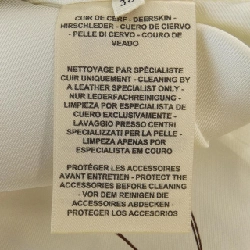 CUIR DE CERF - DEERSKIN -
HIRSCHLEDER - CUERO DE CIERVO
- PELLE DI CERVO - COURO DE
VEADO
NETTOYAGE PAR SPÉCIALISTE
CUIR UNIQUEMENT - CLEANING BY
A LEATHER SPECIALIST ONLY -
NUR LEDERFACHREINIGUNG -
LIMPIEZA POR ESPECIALISTA DE
CUERO EXCLUSIVAMENTE -
LAVAGGIO PRESSO CENTRI
SPECIALIZZATI PER LA PELLE -
LIMPEZA APENAS POR
ESPECIALISTA EM COURO
PROTÉGER LES ACCESSOIRES
AVANT ENTRETIEN - PROTECT THE
ACCESSORIES BEFORE CLEANING
- VOR DEM REINIGEN DIE
ACCESSOIRES ABDECKEN -
PROTEGER LOS ACCESORIOS